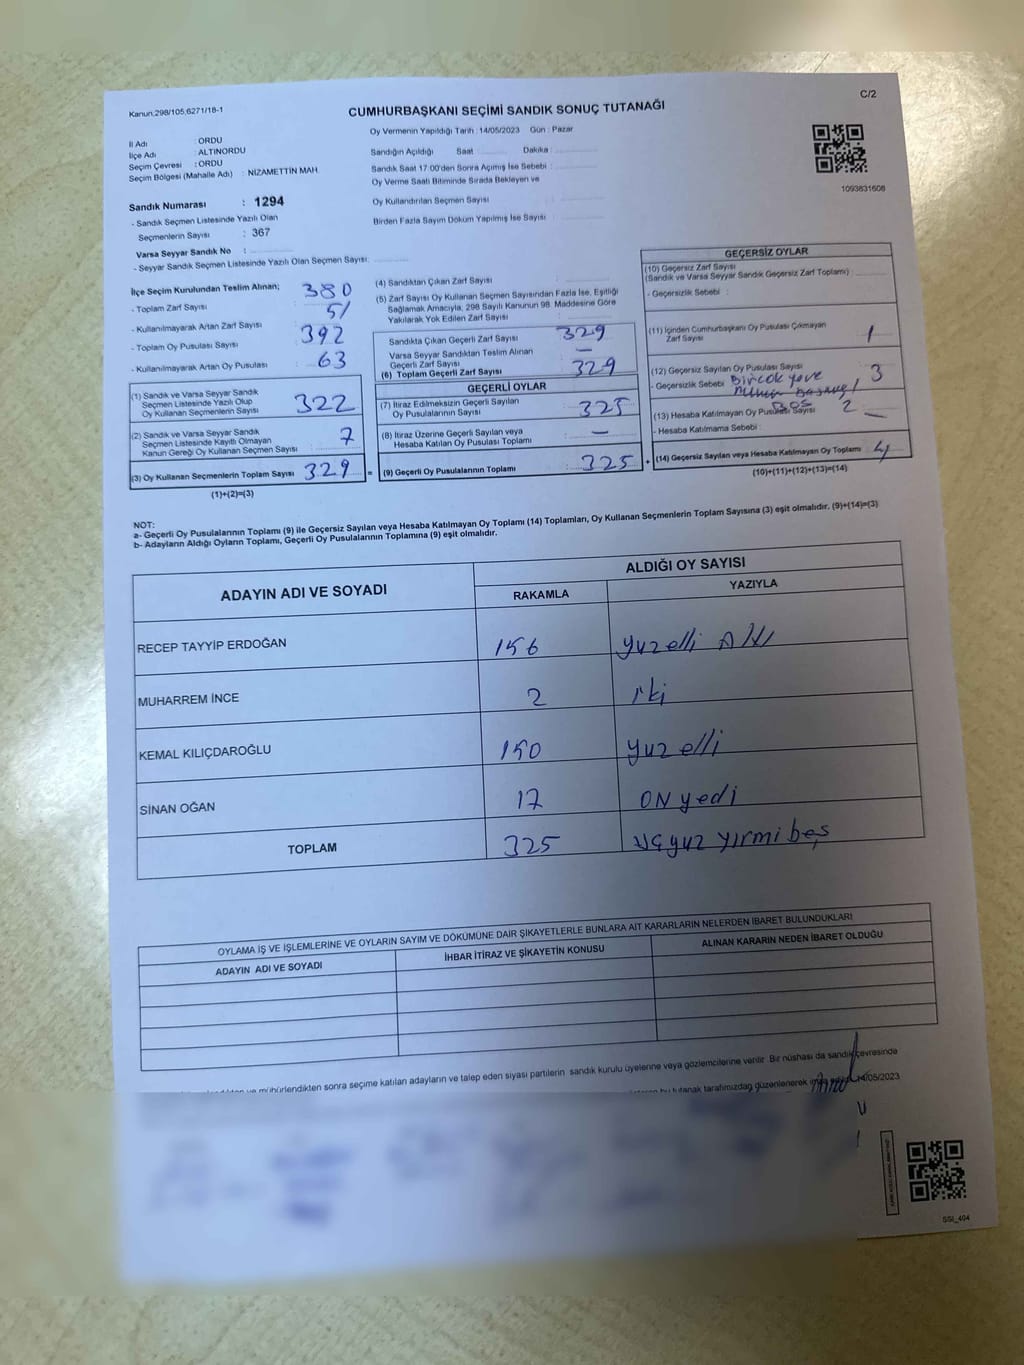 Kanun.298/105,6271/18-1
C/2
CUMHURBAŞKANI SEÇİMİ SANDIK SONUÇ TUTANAĞI
İl Adı : ORDU
İlçe Adı : ALTINORDU
Seçim Çevresi : ORDU
Seçim Bölgesi (Mahalle Adı) : NİZAMETTİN MAH.
Sandık Numarası : 1294
- Sandık Seçmen Listesinde Yazılı Olan
Seçmenlerin Sayısı : 367
Varsa Seyyar Sandık No :
- Seyyar Sandık Seçmen Listesinde Yazılı Olan Seçmen Sayısı:
Oy Vermenin Yapıldığı Tarih : 14/05/2023 Gün : Pazar
Sandığın Açıldığı Saat Dakika :
Sandık Saat 17:00'den Sonra Açımış İse Sebebi :
Oy Verme Saati Bitiminde Sırada Bekleyen ve
Oy Kullandırılan Seçmen Sayısı :
Birden Fazla Sayım Döküm Yapılmış İse Sayısı :
1093831608
İlçe Seçim Kurulundan Teslim Alınan;
- Toplam Zarf Sayısı : 380
- Kullanılmayarak Artan Zarf Sayısı : 51
- Toplam Oy Pusulası Sayısı : 392
- Kullanılmayarak Artan Oy Pusulası : 63
(1) Sandık ve Varsa Seyyar Sandık
Seçmen Listesinde Yazılı Olup
Oy Kullanan Seçmenlerin Sayısı : 322
(2) Sandık ve Varsa Seyyar Sandık
Seçmen Listesinde Kayıtlı Olmayan
Kanun Gereği Oy Kullanan Seçmen Sayısı : 7
(3) Oy Kullanan Seçmenlerin Toplam Sayısı : 329 =
(1)+(2)=(3)
(4) Sandıktan Çıkan Zarf Sayısı :
(5) Zarf Sayısı Oy Kullanan Seçmen Sayısından Fazla İse, Eşitliği
Sağlamak Amacıyla, 298 Sayılı Kanunun 98. Maddesine Göre
Yakılarak Yok Edilen Zarf Sayısı :
Sandıkta Çıkan Geçerli Zarf Sayısı : 329
Varsa Seyyar Sandıktan Teslim Alınan
Geçerli Zarf Sayısı : —
(6) Toplam Geçerli Zarf Sayısı : 329
GEÇERLİ OYLAR
(7) İtiraz Edilmeksizin Geçerli Sayılan
Oy Pusulalarının Sayısı : 325
(8) İtiraz Üzerine Geçerli Sayılan veya
Hesaba Katılan Oy Pusulası Toplamı : —
(9) Geçerli Oy Pusulalarının Toplamı : 325 +
GEÇERSİZ OYLAR
(10) Geçersiz Zarf Sayısı
(Sandık ve Varsa Seyyar Sandık Geçersiz Zarf Toplamı) :
- Geçersizlik Sebebi :
(11) İçinden Cumhurbaşkanı Oy Pusulası Çıkmayan
Zarf Sayısı : 1
(12) Geçersiz Sayılan Oy Pusulası Sayısı : 3
- Geçersizlik Sebebi : Bircok yere
BOŞ 2
(13) Hesaba Katılmayan Oy Pusulası Sayısı : —
- Hesaba Katılmama Sebebi :
(14) Geçersiz Sayılan veya Hesaba Katılmayan Oy Toplamı : 4
(10)+(11)+(12)+(13)=(14)
NOT:
a- Geçerli Oy Pusulalarının Toplamı (9) ile Geçersiz Sayılan veya Hesaba Katılmayan Oy Toplamı (14) Toplamları, Oy Kullanan Seçmenlerin Toplam Sayısına (3) eşit olmalıdır. (9)+(14)=(3)
b- Adayların Aldığı Oyların Toplamı, Geçerli Oy Pusulalarının Toplamına (9) eşit olmalıdır.
ADAYIN ADI VE SOYADI ALDIĞI OY SAYISI
RAKAMLA YAZIYLA
RECEP TAYYİP ERDOĞAN 156 yuzelli Altı
MUHARREM İNCE 2 iki
KEMAL KILIÇDAROĞLU 150 yuz elli
SİNAN OĞAN 17 ON yedi
TOPLAM 325 uçyuz yirmi beş
OYLAMA İŞ VE İŞLEMLERİNE VE OYLARIN SAYIM VE DÖKÜMÜNE DAİR ŞİKAYETLERLE BUNLARA AİT KARARLARIN NELERDEN İBARET BULUNDUKLARI
ADAYIN ADI VE SOYADI İHBAR İTİRAZ VE ŞİKAYETİN KONUSU ALINAN KARARIN NEDEN İBARET OLDUĞU
ve mühürlendikten sonra seçime katılan adayların ve talep eden siyasi partilerin sandık kurulu üyelerine veya gözlemcilerine verilir. Bir nüshası da sandık çevresinde
bu tutanak tarafımızdan düzenlenerek 14/05/2023
SSI_404